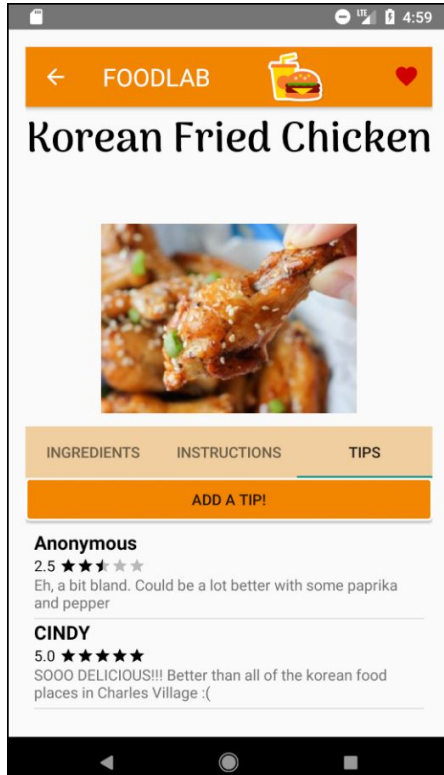 LTE 4:59
FOODLAB
Korean Fried Chicken
INGREDIENTS INSTRUCTIONS TIPS
ADD A TIP!
Anonymous
2.5
Eh, a bit bland. Could be a lot better with some paprika
and pepper
CINDY
5.0
SOOO DELICIOUS!!! Better than all of the korean food
places in Charles Village :(